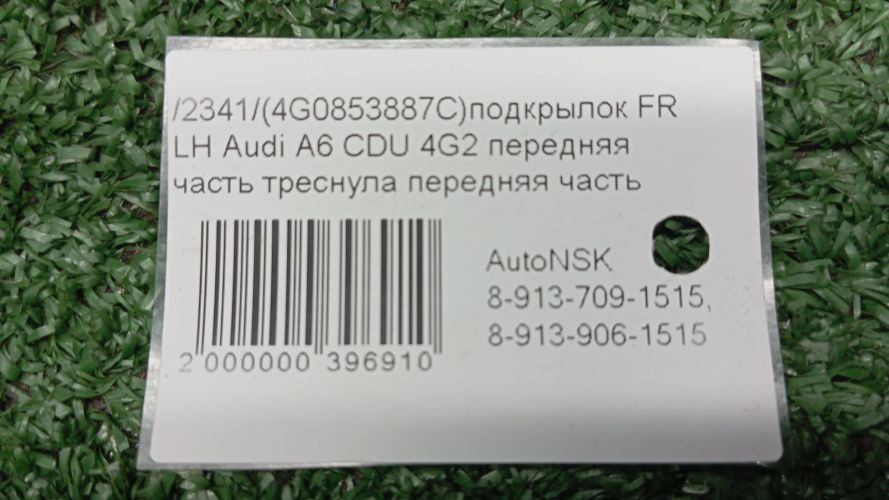 /2341/(4G0853887C)подкрылок FR
LH Audi A6 CDU 4G2 передняя
часть треснула передняя часть
AutoNSK
8-913-709-1515,
8-913-906-1515
2 000000 396910